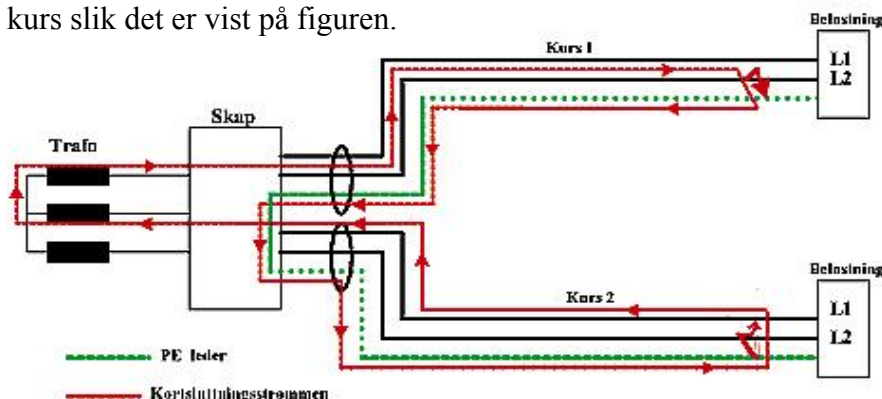 kurs slik det er vist på figuren.
Belastning
Kurs 1
L1
L2
Skap
Trafo
Belastning
Kurs 2
L1
L2
PE leder
Kortslutningsstrømmen